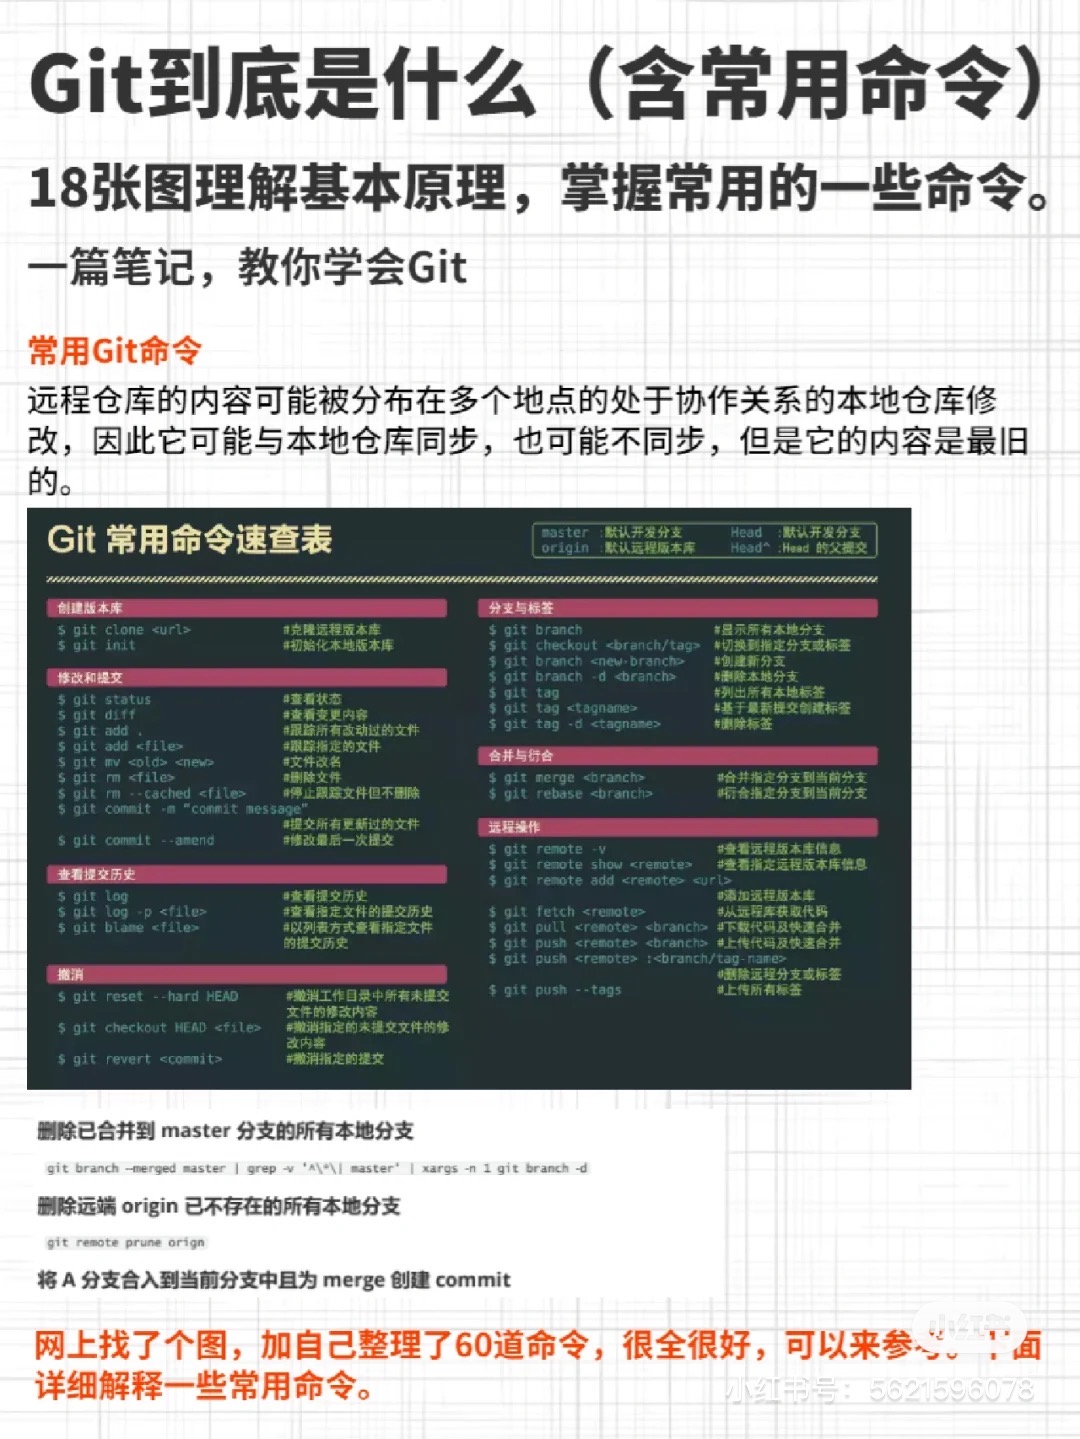 Git到底是什么（含常用命令）
18张图理解基本原理，掌握常用的一些命令。
一篇笔记，教你学会Git
常用Git命令
远程仓库的内容可能被分布在多个地点的处于协作关系的本地仓库修
改，因此它可能与本地仓库同步，也可能不同步，但是它的内容是最旧
的。
Git 常用命令速查表
master :默认开发分支 Head :默认开发分支
origin :默认远程版本库 Head^ :Head 的父提交
创建版本库
$ git clone <url> #克隆远程版本库
$ git init #初始化本地版本库
修改和提交
$ git status #查看状态
$ git diff #查看变更内容
$ git add . #跟踪所有改动过的文件
$ git add <file> #跟踪指定的文件
$ git mv <old> <new> #文件改名
$ git rm <file> #删除文件
$ git rm --cached <file> #停止跟踪文件但不删除
$ git commit -m "commit message"
#提交所有更新过的文件
$ git commit --amend #修改最后一次提交
查看提交历史
$ git log #查看提交历史
$ git log -p <file> #查看指定文件的提交历史
$ git blame <file> #以列表方式查看指定文件
的提交历史
撤消
$ git reset --hard HEAD #撤消工作目录中所有未提交
文件的修改内容
$ git checkout HEAD <file> #撤消指定的未提交文件的修
改内容
$ git revert <commit> #撤消指定的提交
分支与标签
$ git branch #显示所有本地分支
$ git checkout <branch/tag> #切换到指定分支或标签
$ git branch <new-branch> #创建新分支
$ git branch -d <branch> #删除本地分支
$ git tag #列出所有本地标签
$ git tag <tagname> #基于最新提交创建标签
$ git tag -d <tagname> #删除标签
合并与衍合
$ git merge <branch> #合并指定分支到当前分支
$ git rebase <branch> #衍合指定分支到当前分支
远程操作
$ git remote -v #查看远程版本库信息
$ git remote show <remote> #查看指定远程版本库信息
$ git remote add <remote> <url>
#添加远程版本库
$ git fetch <remote> #从远程库获取代码
$ git pull <remote> <branch> #下载代码及快速合并
$ git push <remote> <branch> #上传代码及快速合并
$ git push <remote> :<branch/tag-name>
#删除远程分支或标签
$ git push --tags #上传所有标签
删除已合并到 master 分支的所有本地分支
git branch --merged master | grep -v '^\*\| master' | xargs -n 1 git branch -d
删除远端 origin 已不存在的所有本地分支
git remote prune orign
将 A 分支合入到当前分支中且为 merge 创建 commit
网上找了个图，加自己整理了60道命令，很全很好，可以来参考。下面
详细解释一些常用命令。
小红书
小红书号：5621596078